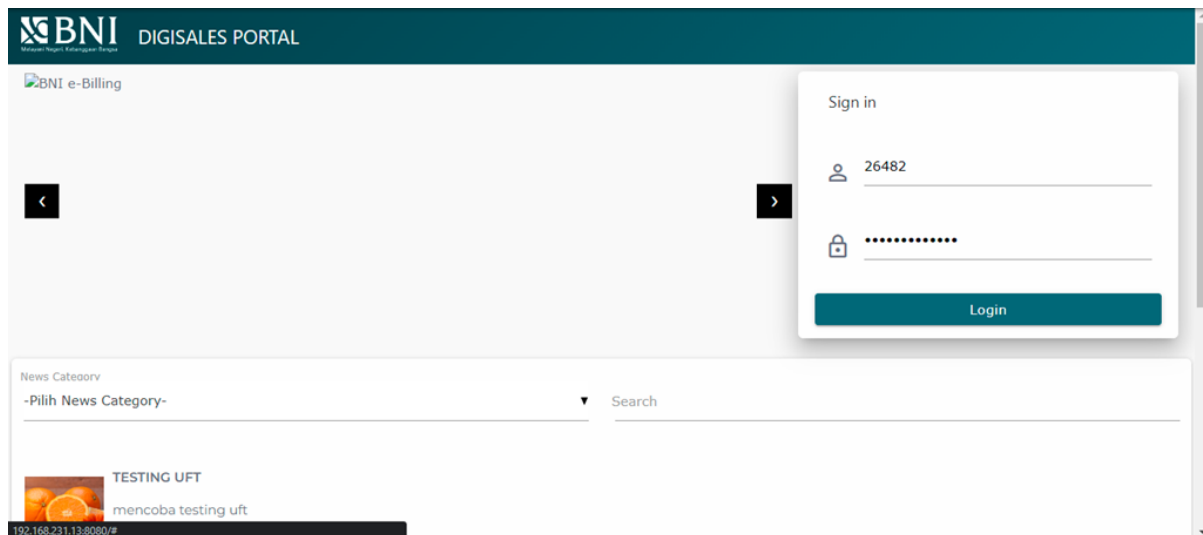 BNI
Melayani Negeri, Kebanggaan Bangsa
DIGISALES PORTAL
BNI e-Billing
Sign in
26482
•••••••••••••
Login
News Category
-Pilih News Category-
Search
TESTING UFT
mencoba testing uft
192.168.231.13:8080/#